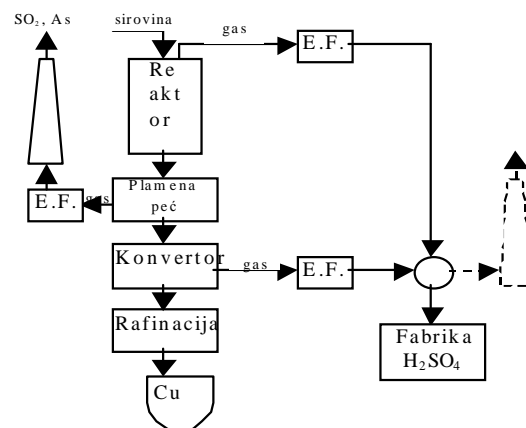 SO₂, As
sirovina
gas
E.F.
Re
akt
or
Plamena
peć
E.F.
gas
Konvertor
gas
E.F.
Rafinacija
Fabrika
H₂SO₄
Cu